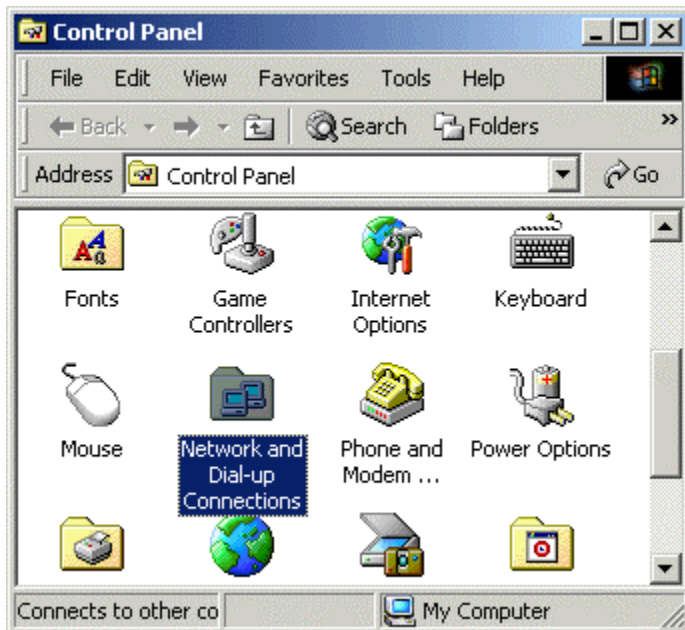 Control Panel
File Edit View Favorites Tools Help
Back Search Folders »
Address Control Panel Go
Fonts Game Controllers Internet Options Keyboard
Mouse Network and Dial-up Connections Phone and Modem ... Power Options
Connects to other co My Computer